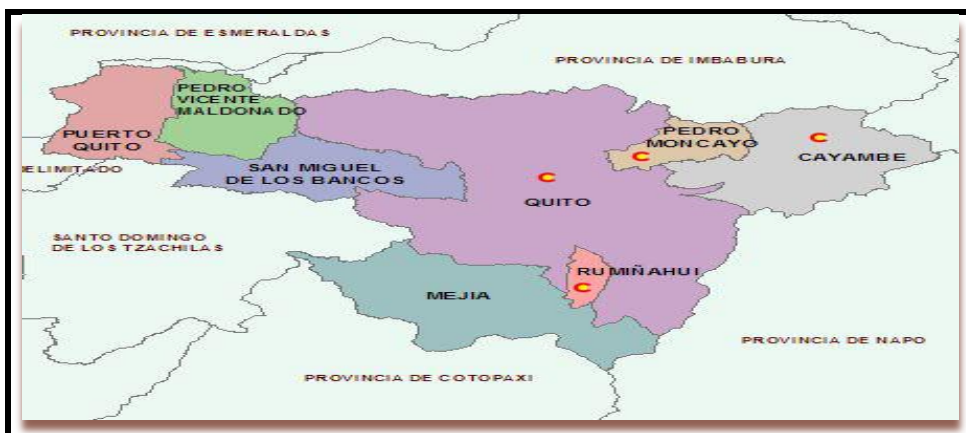 PROVINCIA DE ESMERALDAS
PROVINCIA DE IMBABURA
PEDRO
VICENTE
MALDONADO
PUERTO
QUITO
PEDRO
MONCAYO
C
C
CAYAMBE
ELIMITADO
SAN MIGUEL
DE LOS BANCOS
C
QUITO
SANTO DOMINGO
DE LOS TZACHILAS
RUMIÑAHUI
C
MEJIA
PROVINCIA DE NAPO
PROVINCIA DE COTOPAXI